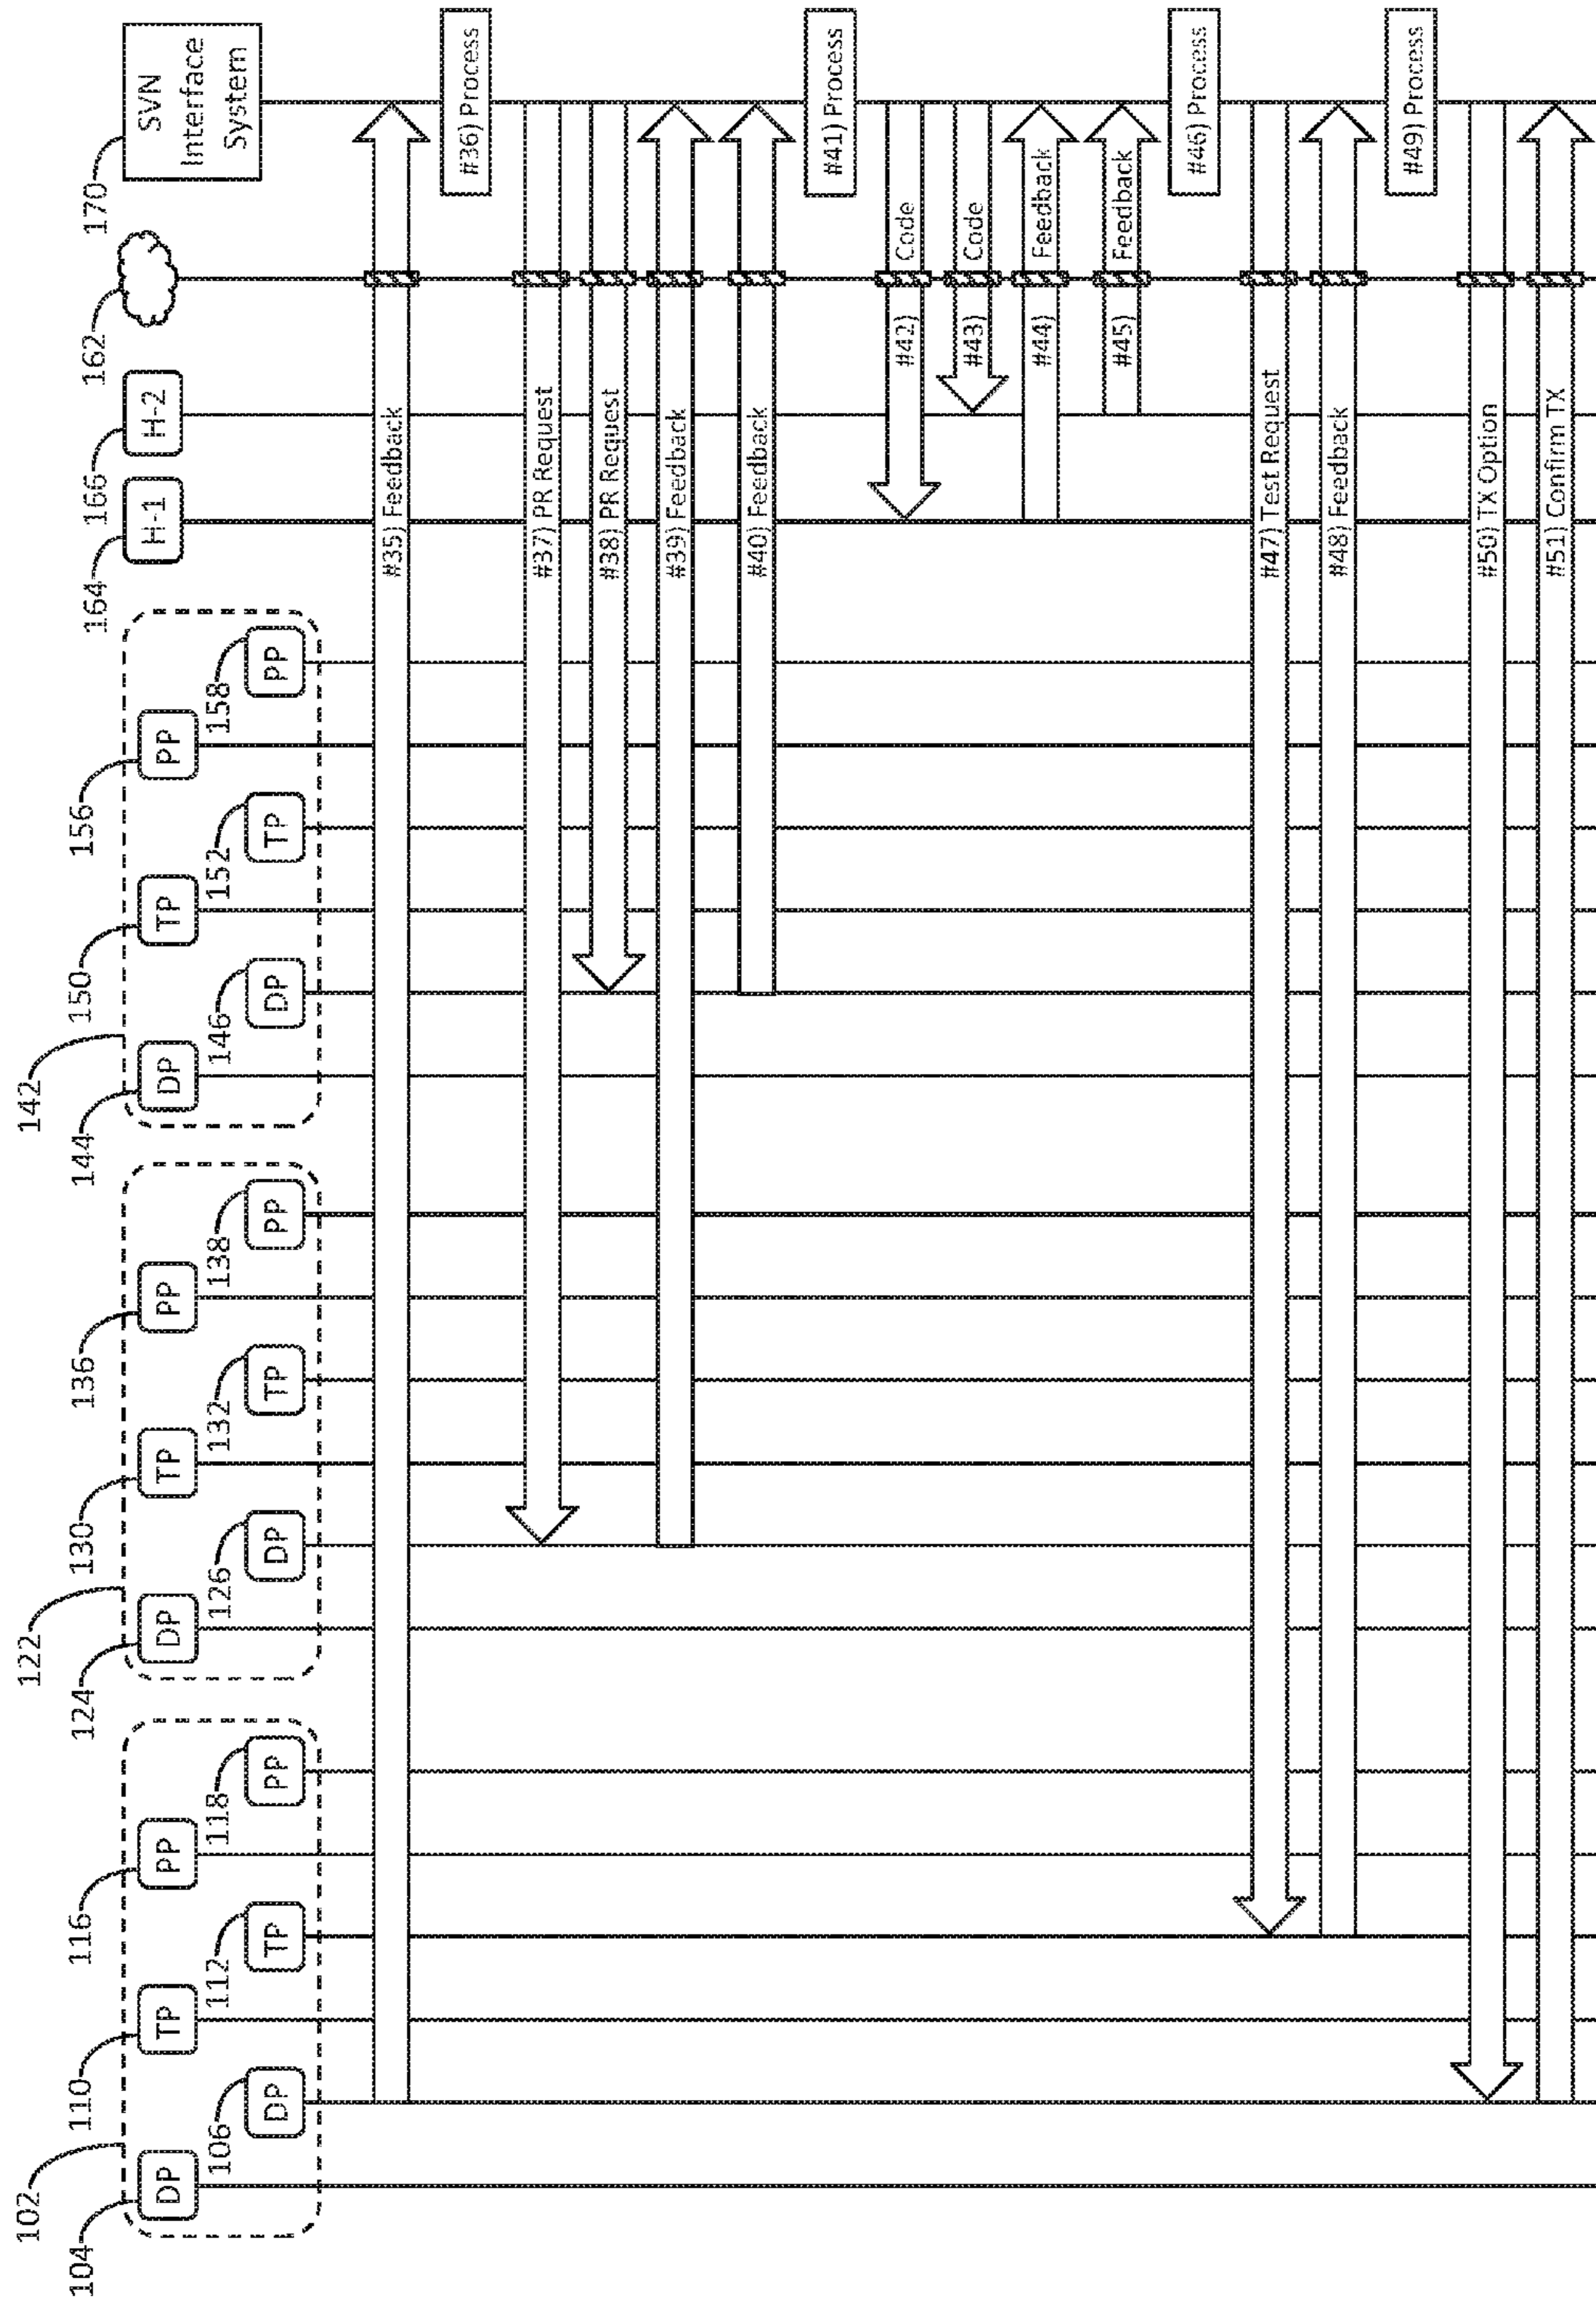 102
104
DP
106
DP
110
TP
112
TP
116
PP
118
PP
122
124
DP
126
DP
130
TP
132
TP
136
PP
138
PP
142
144
DP
146
DP
150
TP
152
TP
156
PP
158
PP
164
H-1
166
H-2
162
170
SVN
Interface
System
#35) Feedback
#36) Process
#37) PR Request
#38) PR Request
#39) Feedback
#40) Feedback
#41) Process
#42) Code
#43) Code
#44) Feedback
#45) Feedback
#46) Process
#47) Test Request
#48) Feedback
#49) Process
#50) TX Option
#51) Confirm TX